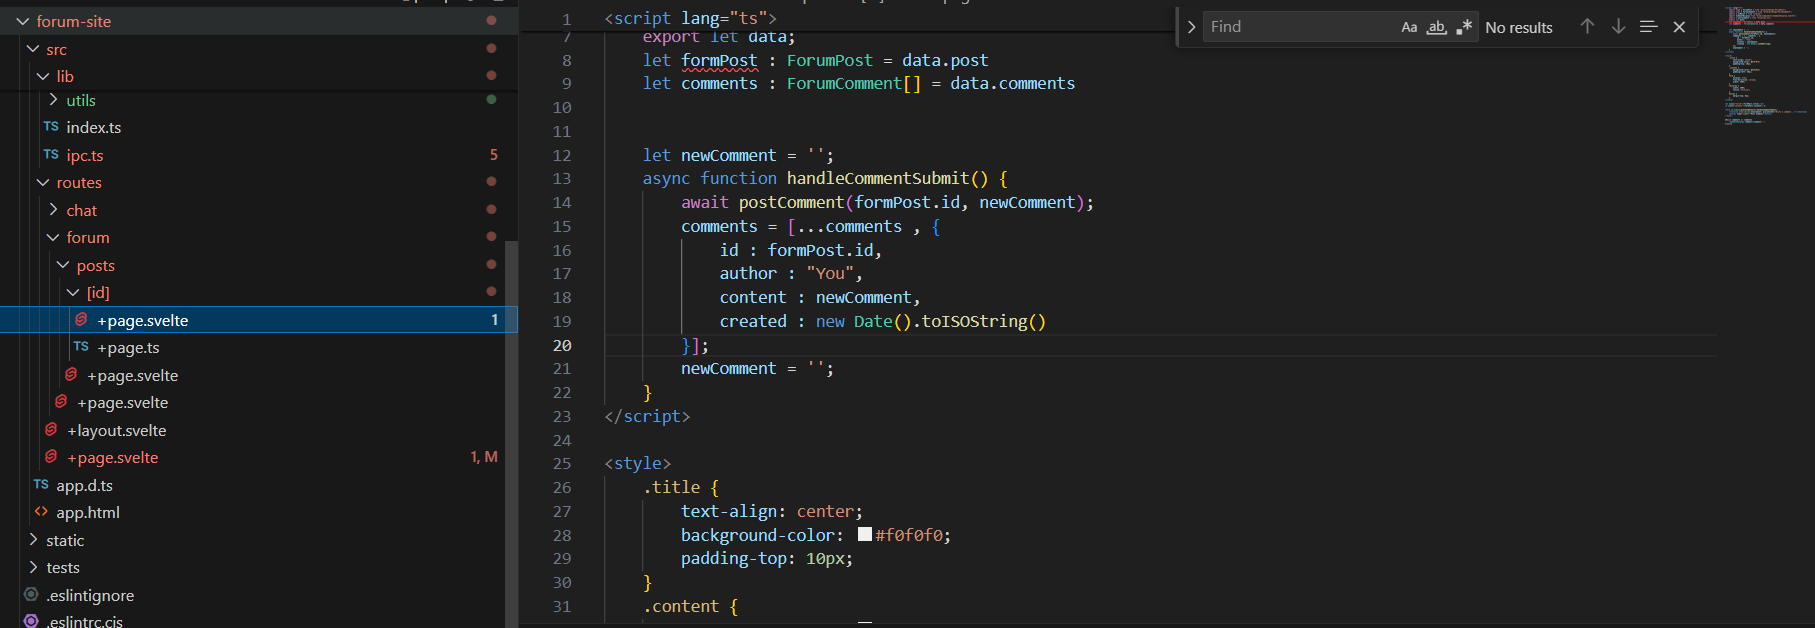 forum-site
src
lib
utils
TS index.ts
TS ipc.ts 5
routes
chat
forum
posts
[id]
+page.svelte 1
TS +page.ts
+page.svelte
+page.svelte
+layout.svelte
+page.svelte 1, M
TS app.d.ts
<> app.html
static
tests
.eslintignore
.eslintrc.cjs
1 <script lang="ts">
7 export let data;
8 let formPost : ForumPost = data.post
9 let comments : ForumComment[] = data.comments
10
11
12 let newComment = '';
13 async function handleCommentSubmit() {
14 await postComment(formPost.id, newComment);
15 comments = [...comments , {
16 id : formPost.id,
17 author : "You",
18 content : newComment,
19 created : new Date().toISOString()
20 }];
21 newComment = '';
22 }
23 </script>
24
25 <style>
26 .title {
27 text-align: center;
28 background-color: #f0f0f0;
29 padding-top: 10px;
30 }
31 .content {
Find Aa ab .* No results